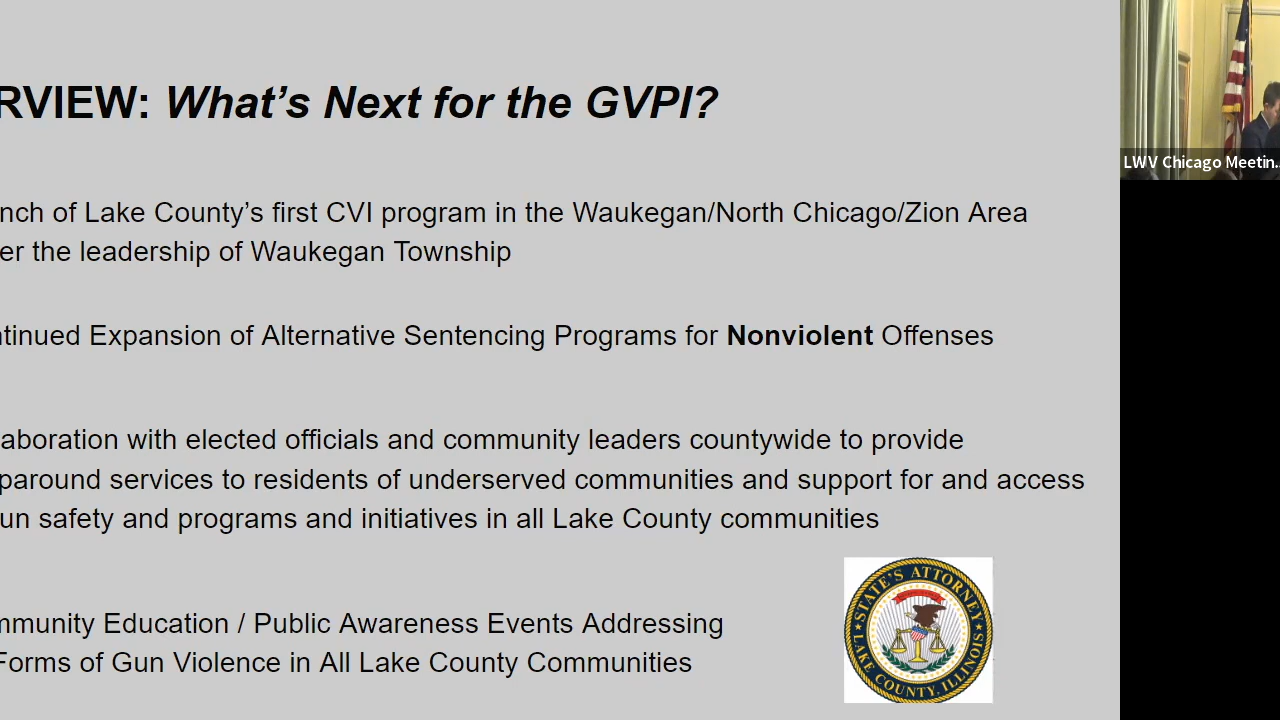 RVIEW: What's Next for the GVPI?
nch of Lake County's first CVI program in the Waukegan/North Chicago/Zion Area
er the leadership of Waukegan Township
ntinued Expansion of Alternative Sentencing Programs for Nonviolent Offenses
aboration with elected officials and community leaders countywide to provide
paround services to residents of underserved communities and support for and access
un safety and programs and initiatives in all Lake County communities
mmunity Education / Public Awareness Events Addressing
Forms of Gun Violence in All Lake County Communities
STATE'S ATTORNEY
LAKE COUNTY, ILLINOIS
LWV Chicago Meetin...